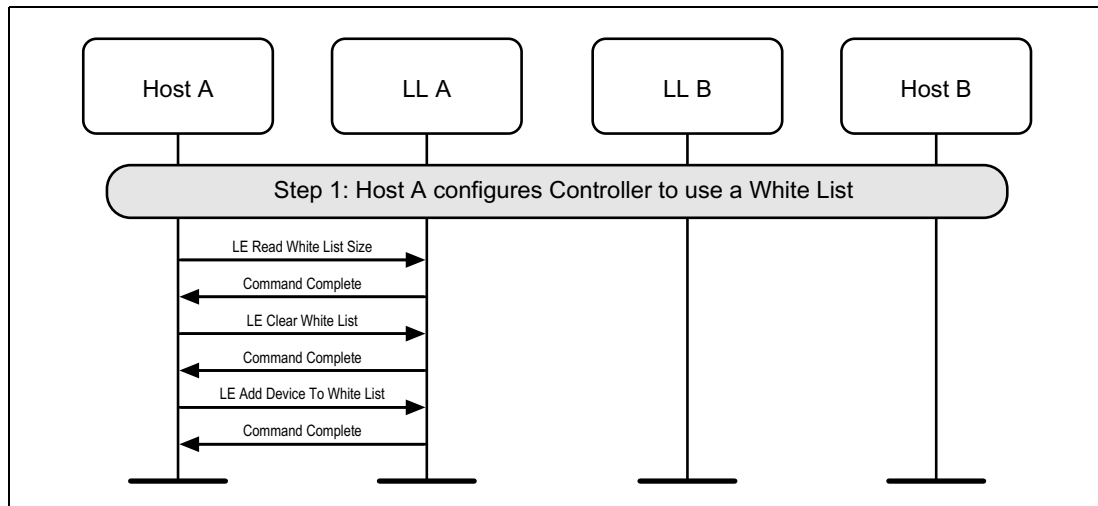 Host A
LL A
LL B
Host B
Step 1: Host A configures Controller to use a White List
LE Read White List Size
Command Complete
LE Clear White List
Command Complete
LE Add Device To White List
Command Complete